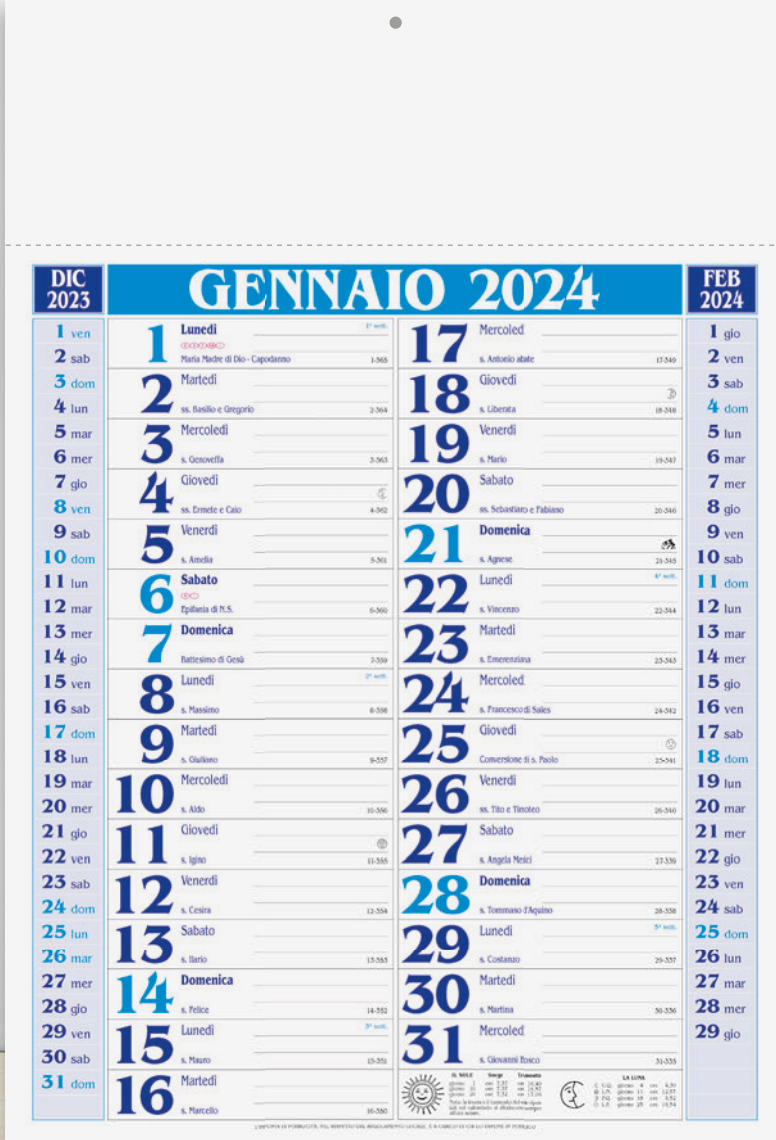 DIC
2023
GENNAIO 2024
FEB
2024
1 ven
2 sab
3 dom
4 lun
5 mar
6 mer
7 gio
8 ven
9 sab
10 dom
11 lun
12 mar
13 mer
14 gio
15 ven
16 sab
17 dom
18 lun
19 mar
20 mer
21 gio
22 ven
23 sab
24 dom
25 lun
26 mar
27 mer
28 gio
29 ven
30 sab
31 dom
1 Lunedì 1ª sett.
Maria Madre di Dio - Capodanno 1-365
2 Martedì
ss. Basilio e Gregorio 2-364
3 Mercoledì
s. Genoveffa 3-363
4 Giovedì
ss. Ermete e Caio 4-362
5 Venerdì
s. Amelia 5-361
6 Sabato
Epifania di N.S. 6-360
7 Domenica
Battesimo di Gesù 7-359
8 Lunedì 2ª sett.
s. Massimo 8-358
9 Martedì
s. Giuliano 9-357
10 Mercoledì
s. Aldo 10-356
11 Giovedì
s. Igino 11-355
12 Venerdì
s. Cesira 12-354
13 Sabato
s. Ilario 13-353
14 Domenica
s. Felice 14-352
15 Lunedì 3ª sett.
s. Mauro 15-351
16 Martedì
s. Marcello 16-350
17 Mercoled
s. Antonio abate 17-349
18 Giovedì
s. Liberata 18-348
19 Venerdì
s. Mario 19-347
20 Sabato
ss. Sebastiano e Fabiano 20-346
21 Domenica
s. Agnese 21-345
22 Lunedì 4ª sett.
s. Vincenzo 22-344
23 Martedì
s. Emerenziana 23-343
24 Mercoled
s. Francesco di Sales 24-342
25 Giovedì
Conversione di s. Paolo 25-341
26 Venerdì
ss. Tito e Timoteo 26-340
27 Sabato
s. Angela Merici 27-339
28 Domenica
s. Tommaso d'Aquino 28-338
29 Lunedì 5ª sett.
s. Costanzo 29-337
30 Martedì
s. Martina 30-336
31 Mercoled
s. Giovanni Bosco 31-335
IL SOLE Sorge Tramonta
LA LUNA
1 gio
2 ven
3 sab
4 dom
5 lun
6 mar
7 mer
8 gio
9 ven
10 sab
11 dom
12 lun
13 mar
14 mer
15 gio
16 ven
17 sab
18 dom
19 lun
20 mar
21 mer
22 gio
23 ven
24 sab
25 dom
26 lun
27 mar
28 mer
29 gio